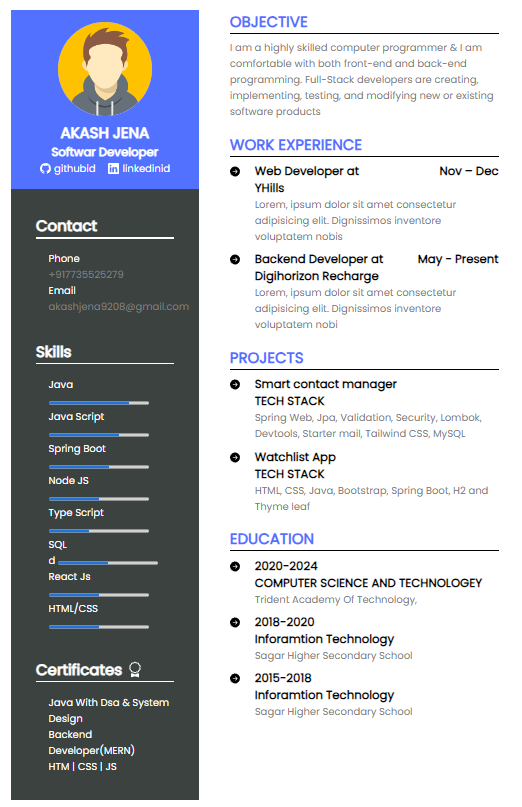 AKASH JENA
Softwar Developer
githubid linkedinid
Contact
Phone
+917735525279
Email
akashjena9208@gmail.com
Skills
Java
Java Script
Spring Boot
Node JS
Type Script
SQL
d
React Js
HTML/CSS
Certificates
Java With Dsa & System
Design
Backend
Developer(MERN)
HTM | CSS | JS
OBJECTIVE
I am a highly skilled computer programmer & I am
comfortable with both front-end and back-end
programming. Full-Stack developers are creating,
implementing, testing, and modifying new or existing
software products
WORK EXPERIENCE
Web Developer at Nov – Dec
YHills
Lorem, ipsum dolor sit amet consectetur
adipisicing elit. Dignissimos inventore
voluptatem nobis
Backend Developer at May - Present
Digihorizon Recharge
Lorem, ipsum dolor sit amet consectetur
adipisicing elit. Dignissimos inventore
voluptatem nobi
PROJECTS
Smart contact manager
TECH STACK
Spring Web, Jpa, Validation, Security, Lombok,
Devtools, Starter mail, Tailwind CSS, MySQL
Watchlist App
TECH STACK
HTML, CSS, Java, Bootstrap, Spring Boot, H2 and
Thyme leaf
EDUCATION
2020-2024
COMPUTER SCIENCE AND TECHNOLOGEY
Trident Academy Of Technology,
2018-2020
Inforamtion Technology
Sagar Higher Secondary School
2015-2018
Inforamtion Technology
Sagar Higher Secondary School